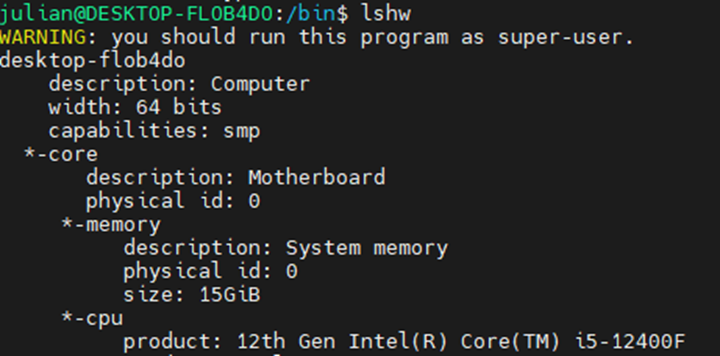 julian@DESKTOP-FLOB4DO:/bin$ lshw
WARNING: you should run this program as super-user.
desktop-flob4do
    description: Computer
    width: 64 bits
    capabilities: smp
  *-core
       description: Motherboard
       physical id: 0
     *-memory
          description: System memory
          physical id: 0
          size: 15GiB
     *-cpu
          product: 12th Gen Intel(R) Core(TM) i5-12400F